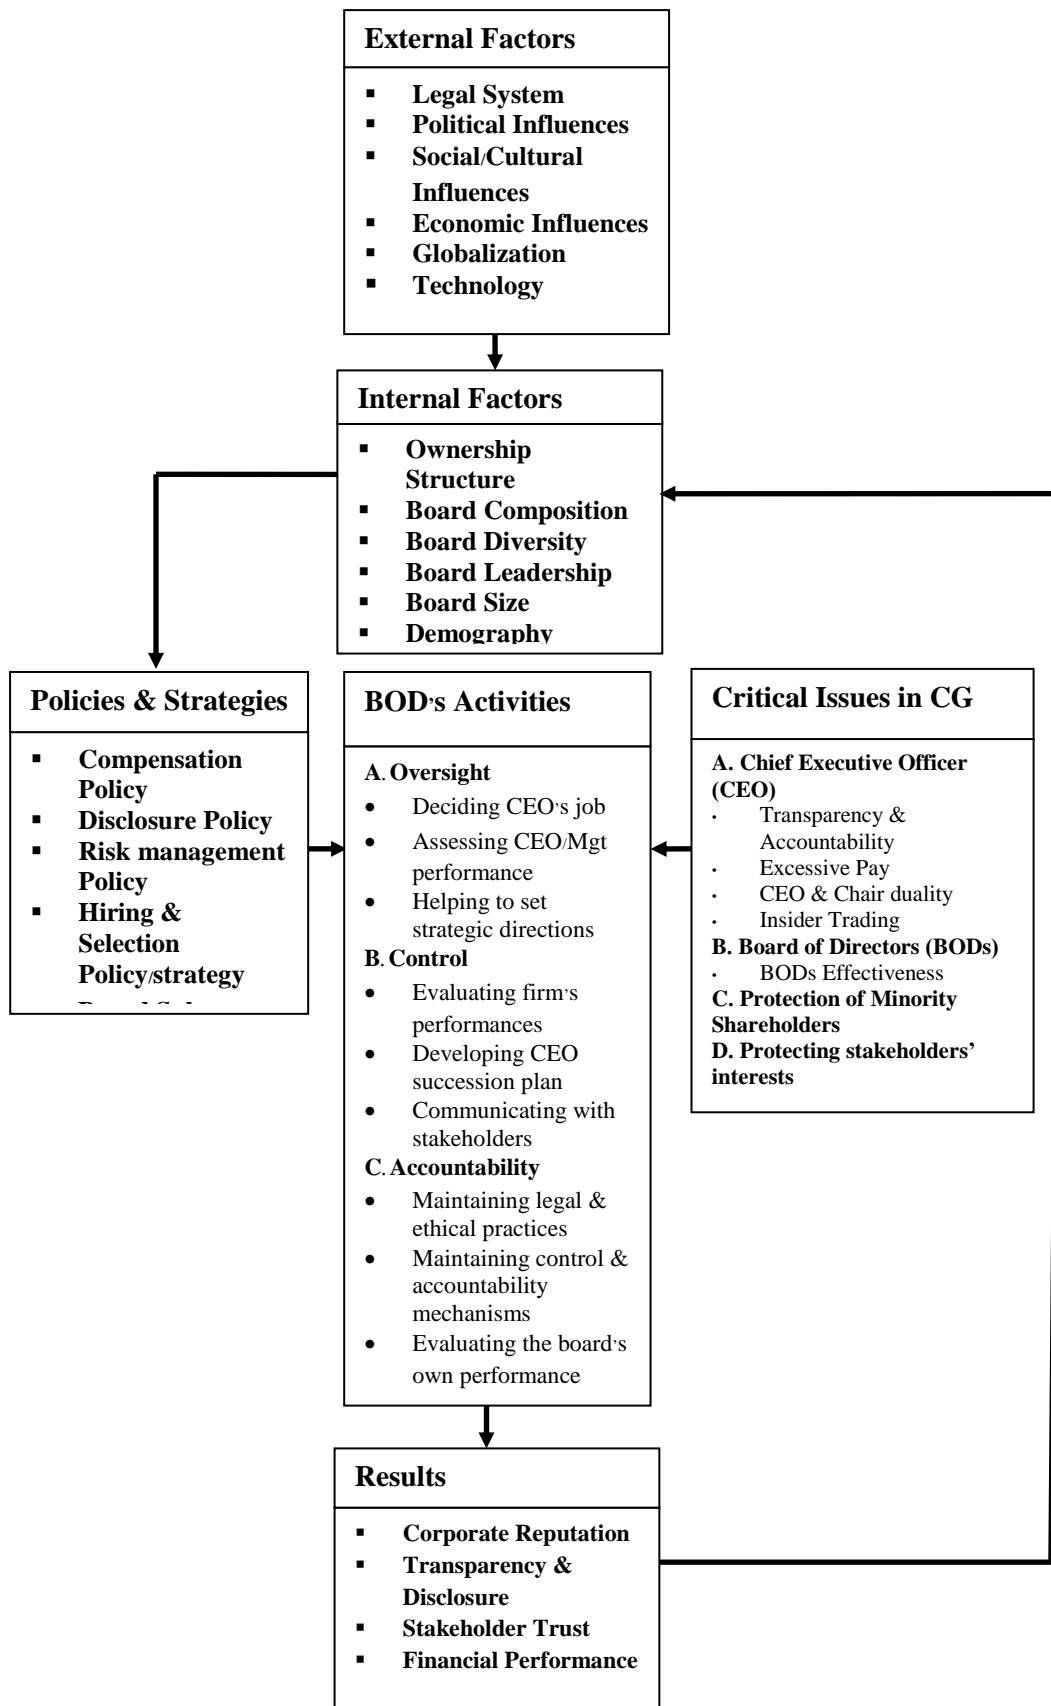 External Factors
▪ Legal System
▪ Political Influences
▪ Social/Cultural
Influences
▪ Economic Influences
▪ Globalization
▪ Technology
Internal Factors
▪ Ownership
Structure
▪ Board Composition
▪ Board Diversity
▪ Board Leadership
▪ Board Size
▪ Demography
Policies & Strategies
▪ Compensation
Policy
▪ Disclosure Policy
▪ Risk management
Policy
▪ Hiring &
Selection
Policy/strategy
BOD's Activities
A. Oversight
• Deciding CEO's job
• Assessing CEO/Mgt
performance
• Helping to set
strategic directions
B. Control
• Evaluating firm's
performances
• Developing CEO
succession plan
• Communicating with
stakeholders
C. Accountability
• Maintaining legal &
ethical practices
• Maintaining control &
accountability
mechanisms
• Evaluating the board's
own performance
Critical Issues in CG
A. Chief Executive Officer
(CEO)
• Transparency &
Accountability
• Excessive Pay
• CEO & Chair duality
• Insider Trading
B. Board of Directors (BODs)
• BODs Effectiveness
C. Protection of Minority
Shareholders
D. Protecting stakeholders’
interests
Results
▪ Corporate Reputation
▪ Transparency &
Disclosure
▪ Stakeholder Trust
▪ Financial Performance